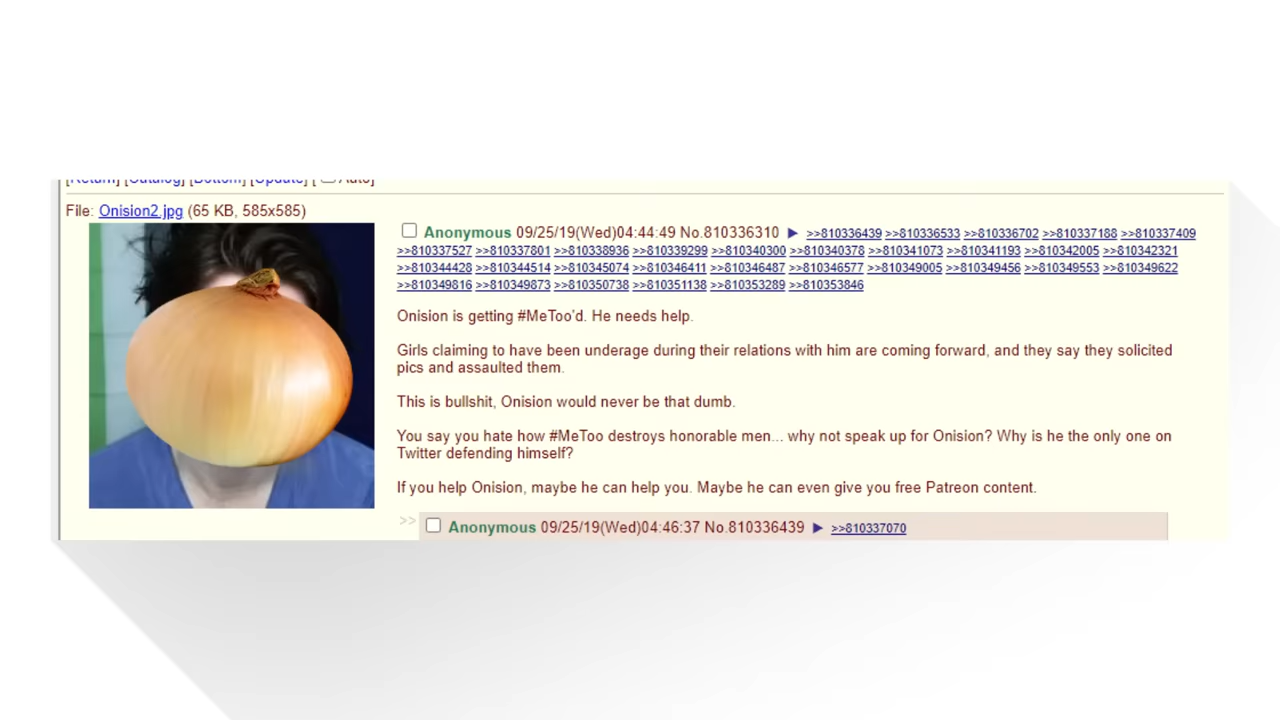 [Return] [Catalog] [Bottom] [Update] [ Auto]
File: Onision2.jpg (65 KB, 585x585)
Anonymous 09/25/19(Wed)04:44:49 No.810336310 ▶ >>810336439 >>810336533 >>810336702 >>810337188 >>810337409
>>810337527 >>810337801 >>810338936 >>810339299 >>810340300 >>810340378 >>810341073 >>810341193 >>810342005 >>810342321
>>810344428 >>810344514 >>810345074 >>810346411 >>810346487 >>810346577 >>810349005 >>810349456 >>810349553 >>810349622
>>810349816 >>810349873 >>810350738 >>810351138 >>810353289 >>810353846
Onision is getting #MeToo'd. He needs help.
Girls claiming to have been underage during their relations with him are coming forward, and they say they solicited
pics and assaulted them.
This is bullshit, Onision would never be that dumb.
You say you hate how #MeToo destroys honorable men... why not speak up for Onision? Why is he the only one on
Twitter defending himself?
If you help Onision, maybe he can help you. Maybe he can even give you free Patreon content.
>> Anonymous 09/25/19(Wed)04:46:37 No.810336439 ▶ >>810337070